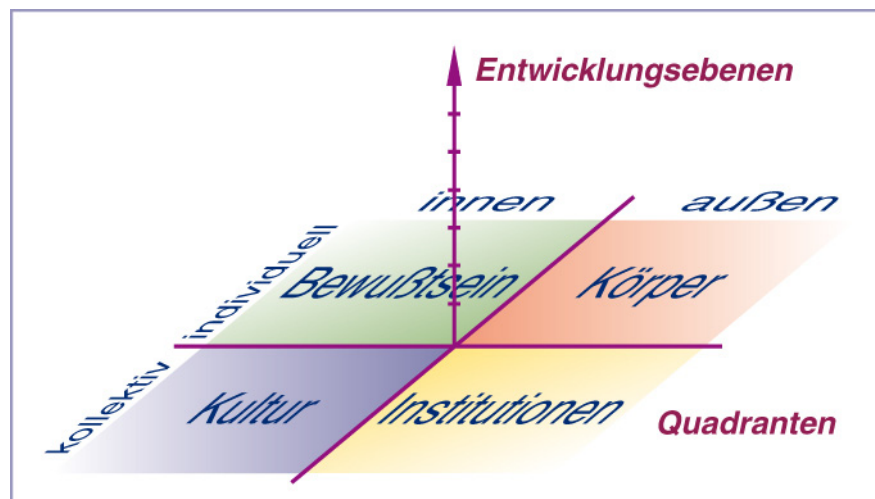 Entwicklungsebenen
innen
außen
individuell
Bewußtsein
Körper
kollektiv
Kultur
Institutionen
Quadranten